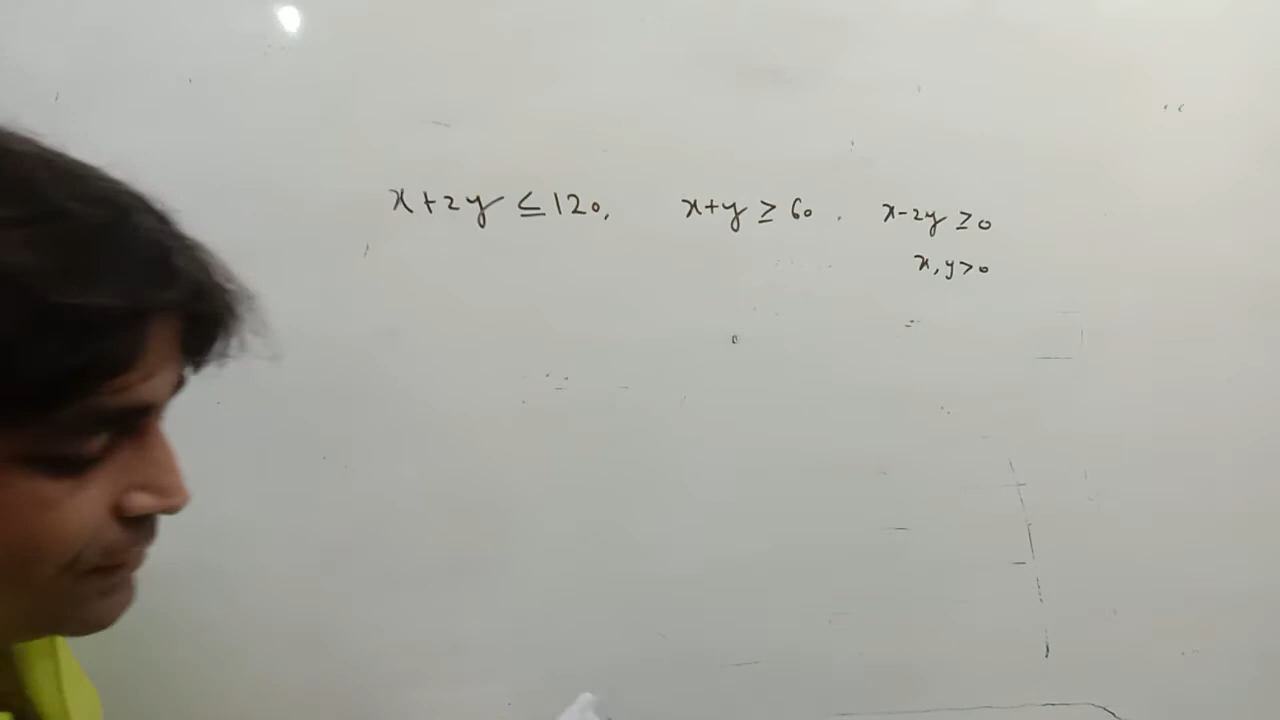 x+2y ≤ 120, x+y ≥ 60, x-2y ≥ 0
x, y > 0